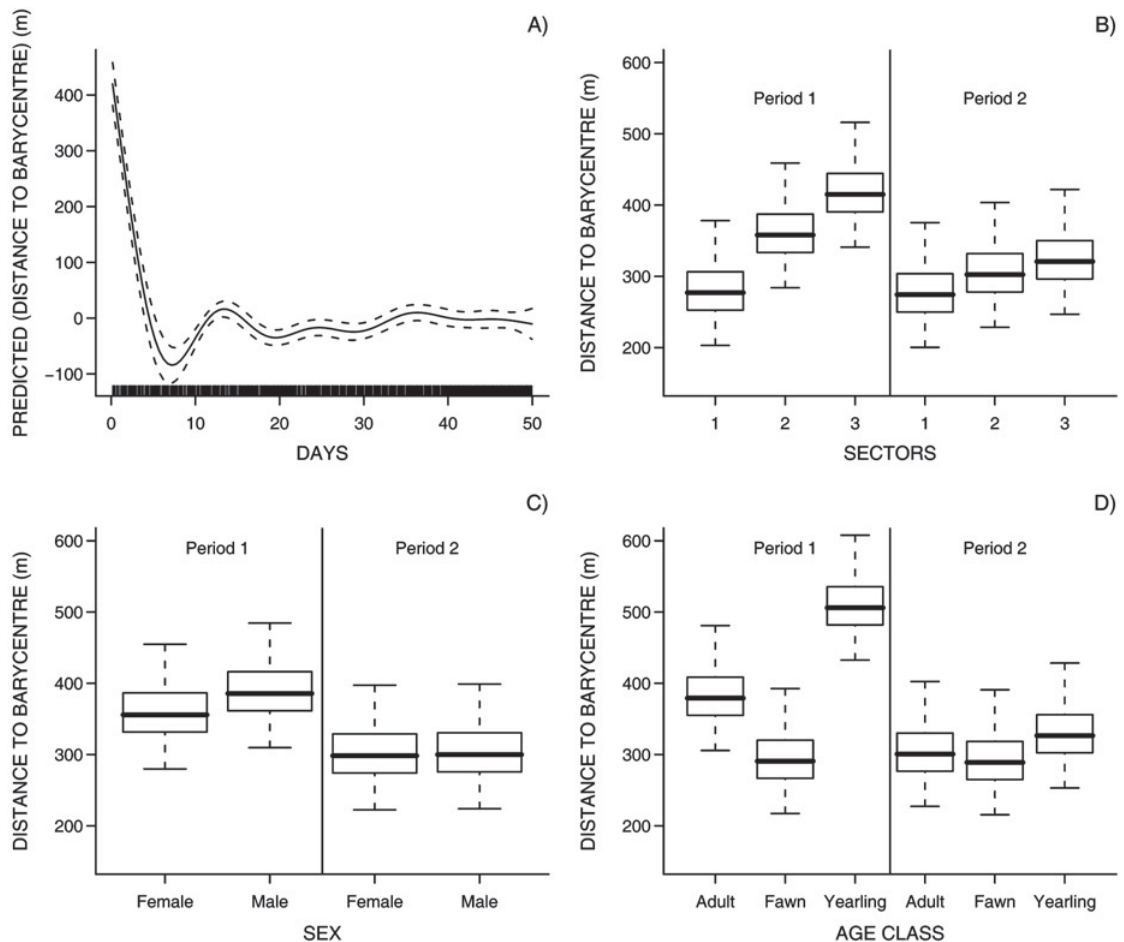 A)
PREDICTED (DISTANCE TO BARYCENTRE) (m)
400
300
200
100
0
−100
0 10 20 30 40 50
DAYS
B)
DISTANCE TO BARYCENTRE (m)
600
500
400
300
200
Period 1 Period 2
1 2 3 1 2 3
SECTORS
C)
DISTANCE TO BARYCENTRE (m)
600
500
400
300
200
Period 1 Period 2
Female Male Female Male
SEX
D)
DISTANCE TO BARYCENTRE (m)
600
500
400
300
200
Period 1 Period 2
Adult Fawn Yearling Adult Fawn Yearling
AGE CLASS